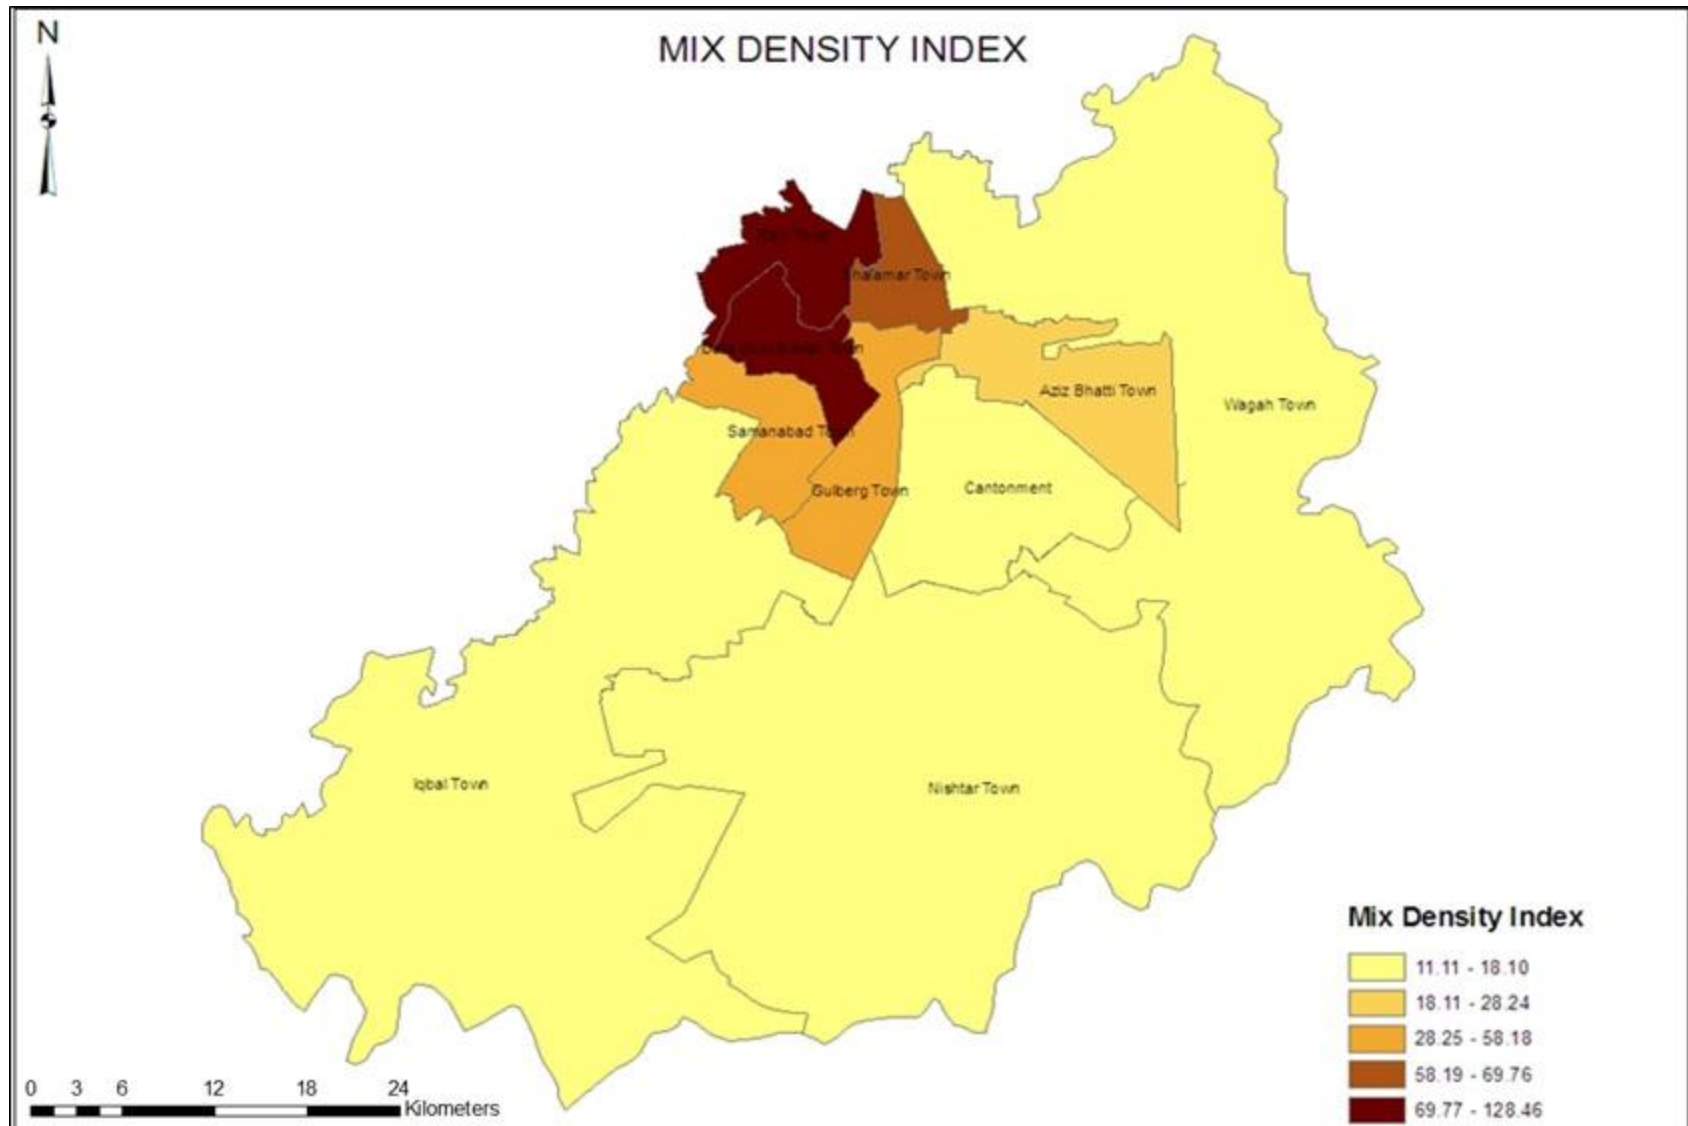 N
MIX DENSITY INDEX
Town
Shalamar Town
Town
Aziz Bhatti Town
Wagah Town
Samanabad Town
Gulberg Town
Cantonment
Iqbal Town
Nishtar Town
Mix Density Index
11.11 - 18.10
18.11 - 28.24
28.25 - 58.18
58.19 - 69.76
69.77 - 128.46
0 3 6 12 18 24
Kilometers